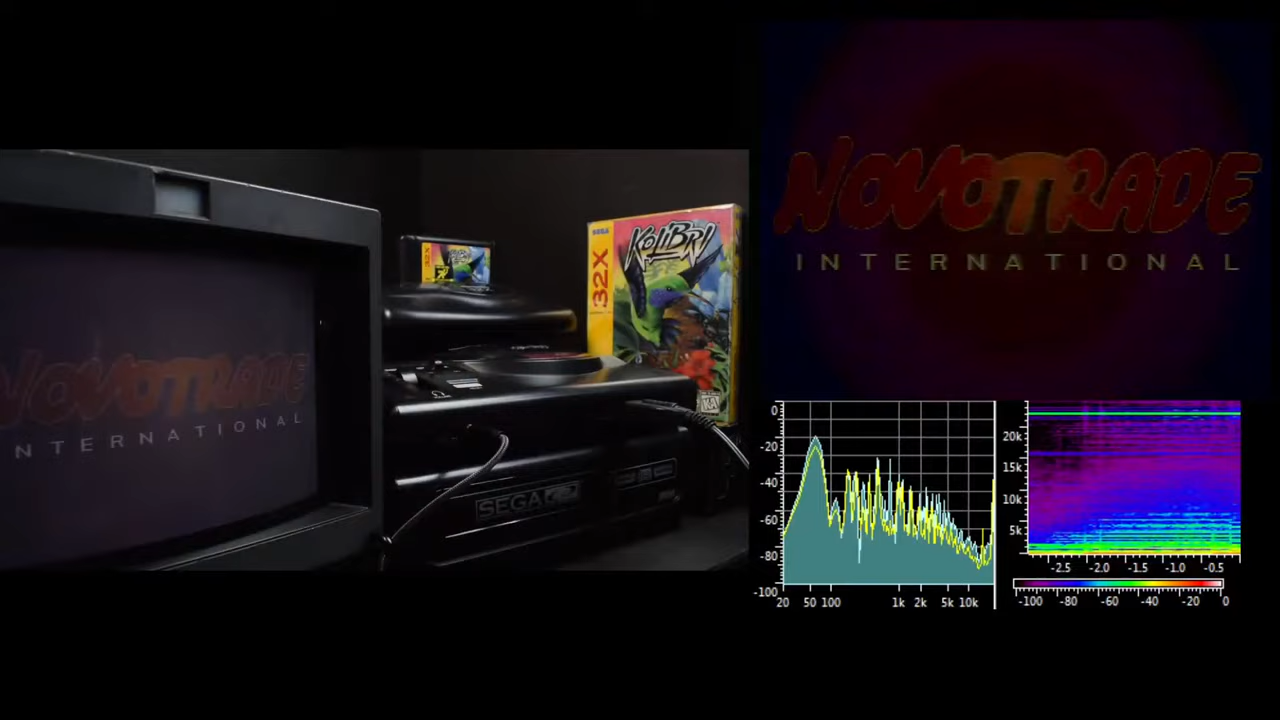 NOVOTRADE
INTERNATIONAL
NOVOTRADE
INTERNATIONAL
32X
SEGA
KOLIBRI
32X
KA
SEGA CD
0
-20
-40
-60
-80
-100
20 50 100 1k 2k 5k 10k
20k
15k
10k
5k
-2.5 -2.0 -1.5 -1.0 -0.5
-100 -80 -60 -40 -20 0